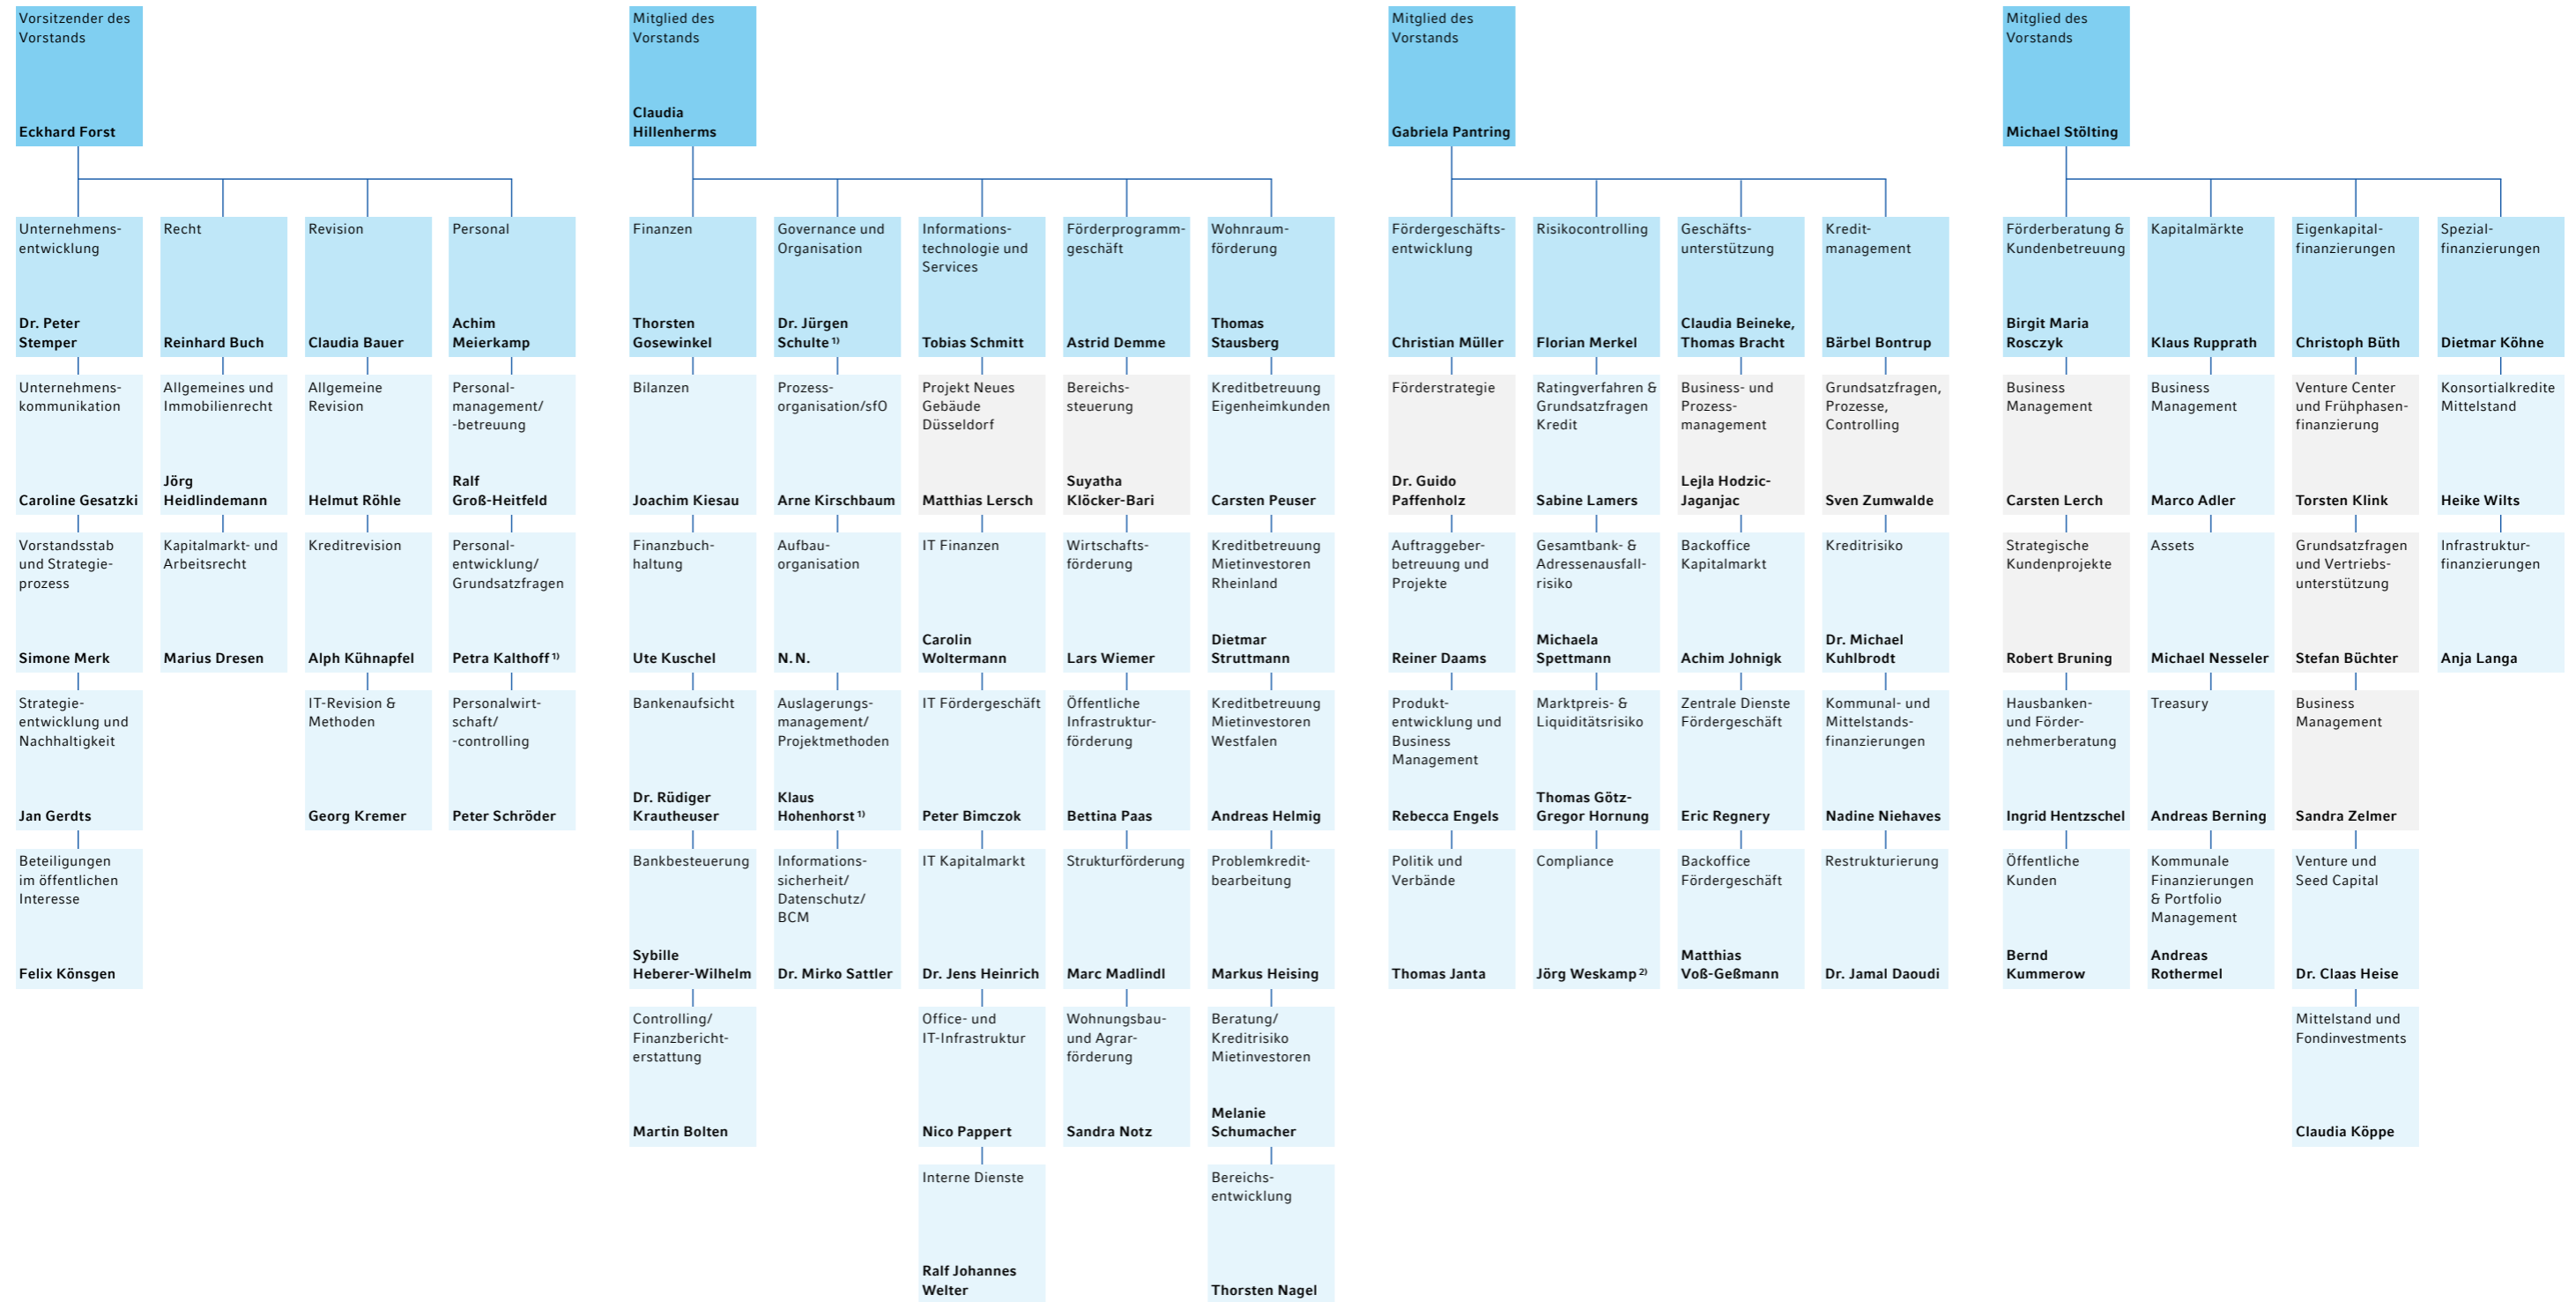 Vorsitzender des
Vorstands
Eckhard Forst
Mitglied des
Vorstands
Claudia
Hillenherms
Mitglied des
Vorstands
Gabriela Pantring
Mitglied des
Vorstands
Michael Stölting
Unternehmens-
entwicklung
Dr. Peter
Stemper
Recht
Reinhard Buch
Revision
Claudia Bauer
Personal
Achim
Meierkamp
Finanzen
Thorsten
Gosewinkel
Governance und
Organisation
Dr. Jürgen
Schulte 1)
Informations-
technologie und
Services
Tobias Schmitt
Förderprogramm-
geschäft
Astrid Demme
Wohnraum-
förderung
Thomas
Stausberg
Fördergeschäfts-
entwicklung
Christian Müller
Risikocontrolling
Florian Merkel
Geschäfts-
unterstützung
Claudia Beineke,
Thomas Bracht
Kredit-
management
Bärbel Bontrup
Förderberatung &
Kundenbetreuung
Birgit Maria
Rosczyk
Kapitalmärkte
Klaus Rupprath
Eigenkapital-
finanzierungen
Christoph Büth
Spezial-
finanzierungen
Dietmar Köhne
Unternehmens-
kommunikation
Caroline Gesatzki
Allgemeines und
Immobilienrecht
Jörg
Heidlindemann
Allgemeine
Revision
Helmut Röhle
Personal-
management/
-betreuung
Ralf
Groß-Heitfeld
Bilanzen
Joachim Kiesau
Prozess-
organisation/sfO
Arne Kirschbaum
Projekt Neues
Gebäude
Düsseldorf
Matthias Lersch
Bereichs-
steuerung
Suyatha
Klöcker-Bari
Kreditbetreuung
Eigenheimkunden
Carsten Peuser
Förderstrategie
Dr. Guido
Paffenholz
Ratingverfahren &
Grundsatzfragen
Kredit
Sabine Lamers
Business- und
Prozess-
management
Lejla Hodzic-
Jaganjac
Grundsatzfragen,
Prozesse,
Controlling
Sven Zumwalde
Business
Management
Carsten Lerch
Business
Management
Marco Adler
Venture Center
und Frühphasen-
finanzierung
Torsten Klink
Konsortialkredite
Mittelstand
Heike Wilts
Vorstandsstab
und Strategie-
prozess
Simone Merk
Kapitalmarkt- und
Arbeitsrecht
Marius Dresen
Kreditrevision
Alph Kühnapfel
Personal-
entwicklung/
Grundsatzfragen
Petra Kalthoff 1)
Finanzbuch-
haltung
Ute Kuschel
Aufbau-
organisation
N. N.
IT Finanzen
Carolin
Woltermann
Wirtschafts-
förderung
Lars Wiemer
Kreditbetreuung
Mietinvestoren
Rheinland
Dietmar
Struttmann
Auftraggeber-
betreuung und
Projekte
Reiner Daams
Gesamtbank- &
Adressenausfall-
risiko
Michaela
Spettmann
Backoffice
Kapitalmarkt
Achim Johnigk
Kreditrisiko
Dr. Michael
Kuhlbrodt
Strategische
Kundenprojekte
Robert Bruning
Assets
Michael Nesseler
Grundsatzfragen
und Vertriebs-
unterstützung
Stefan Büchter
Infrastruktur-
finanzierungen
Anja Langa
Strategie-
entwicklung und
Nachhaltigkeit
Jan Gerdts
IT-Revision &
Methoden
Georg Kremer
Personalwirt-
schaft/
-controlling
Peter Schröder
Bankenaufsicht
Dr. Rüdiger
Krautheuser
Auslagerungs-
management/
Projektmethoden
Klaus
Hohenhorst 1)
IT Fördergeschäft
Peter Bimczok
Öffentliche
Infrastruktur-
förderung
Bettina Paas
Kreditbetreuung
Mietinvestoren
Westfalen
Andreas Helmig
Produkt-
entwicklung und
Business
Management
Rebecca Engels
Marktpreis- &
Liquiditätsrisiko
Thomas Götz-
Gregor Hornung
Zentrale Dienste
Fördergeschäft
Eric Regnery
Kommunal- und
Mittelstands-
finanzierungen
Nadine Niehaves
Hausbanken-
und Förder-
nehmerberatung
Ingrid Hentzschel
Treasury
Andreas Berning
Business
Management
Sandra Zelmer
Beteiligungen
im öffentlichen
Interesse
Felix Könsgen
Bankbesteuerung
Sybille
Heberer-Wilhelm
Informations-
sicherheit/
Datenschutz/
BCM
Dr. Mirko Sattler
IT Kapitalmarkt
Dr. Jens Heinrich
Strukturförderung
Marc Madlindl
Problemkredit-
bearbeitung
Markus Heising
Politik und
Verbände
Thomas Janta
Compliance
Jörg Weskamp 2)
Backoffice
Fördergeschäft
Matthias
Voß-Geßmann
Restrukturierung
Dr. Jamal Daoudi
Öffentliche
Kunden
Bernd
Kummerow
Kommunale
Finanzierungen
& Portfolio
Management
Andreas
Rothermel
Venture und
Seed Capital
Dr. Claas Heise
Controlling/
Finanzbericht-
erstattung
Martin Bolten
Office- und
IT-Infrastruktur
Nico Pappert
Wohnungsbau-
und Agrar-
förderung
Sandra Notz
Beratung/
Kreditrisiko
Mietinvestoren
Melanie
Schumacher
Mittelstand und
Fondinvestments
Claudia Köppe
Interne Dienste
Ralf Johannes
Welter
Bereichs-
entwicklung
Thorsten Nagel